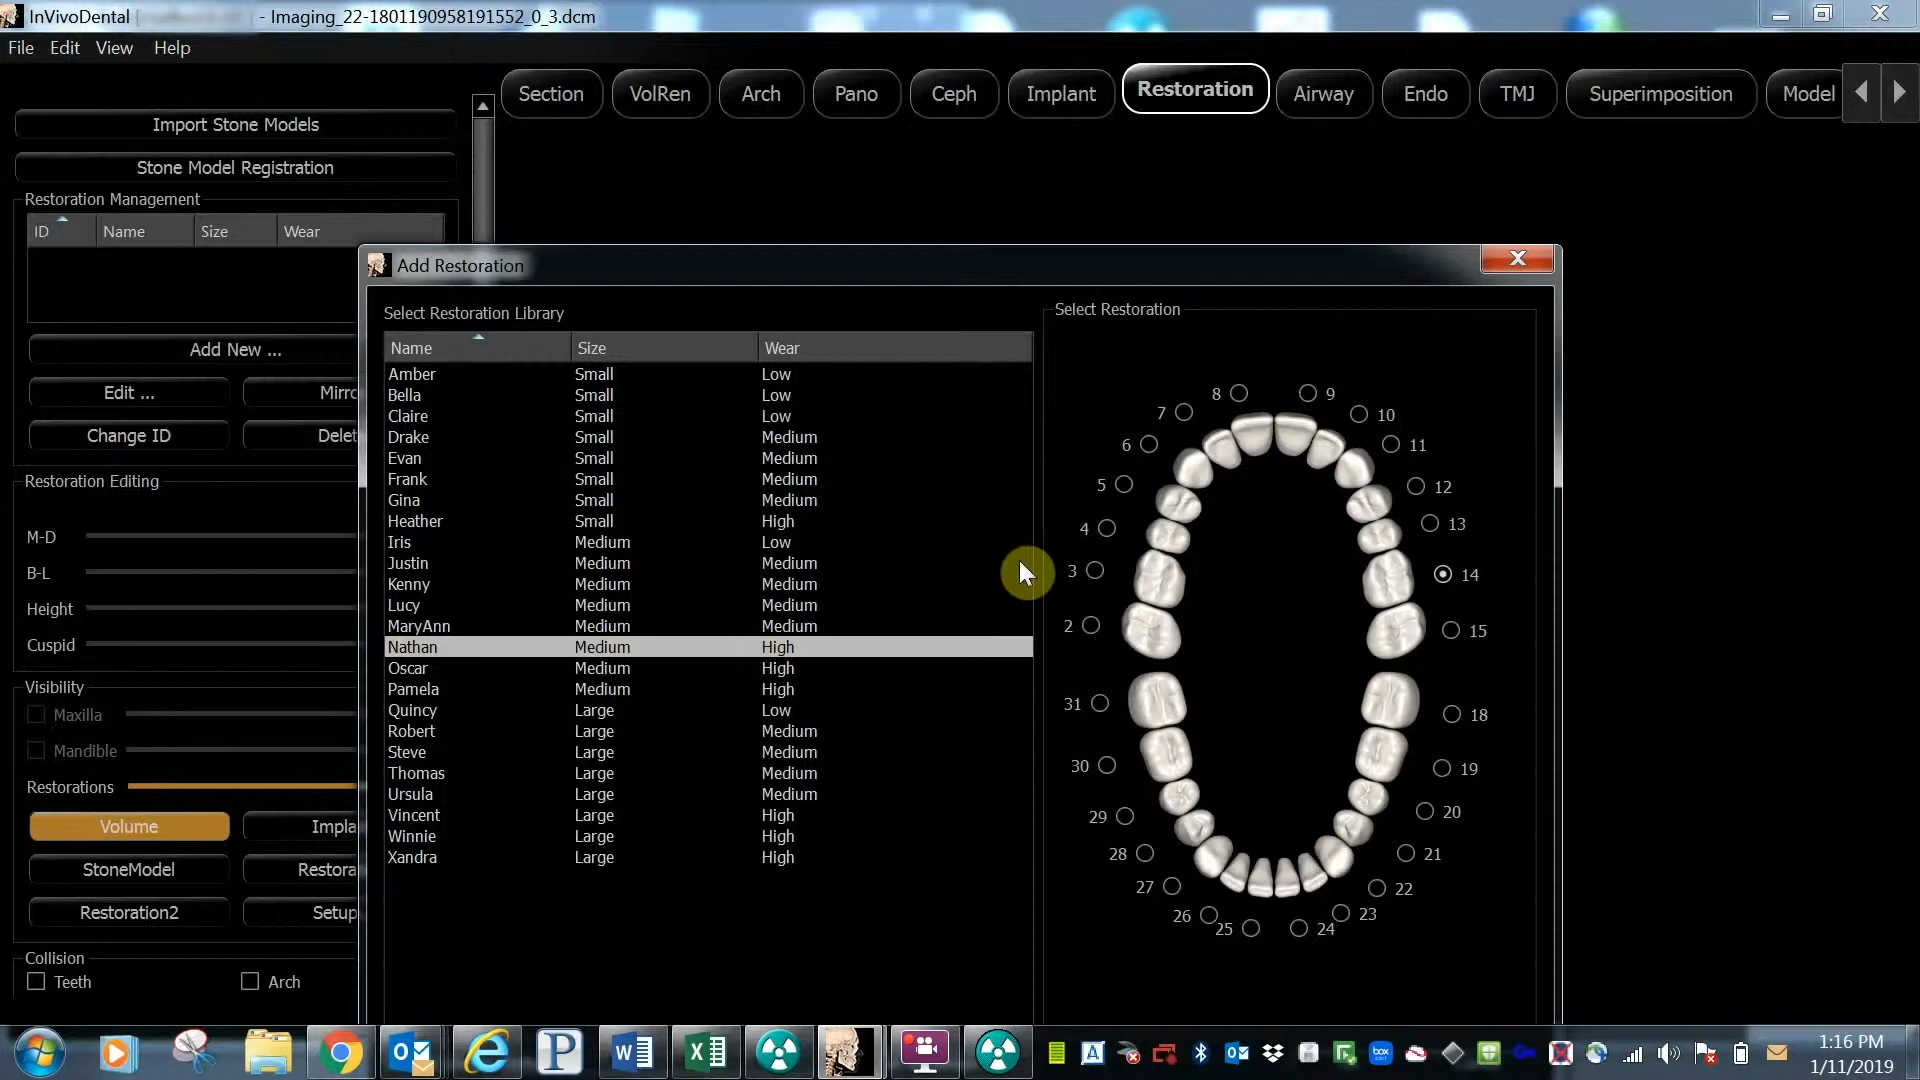 InVivoDental
- Imaging_22-1801190958191552_0_3.dcm
File Edit View Help
Section VolRen Arch Pano Ceph Implant Restoration Airway Endo TMJ Superimposition Model
Import Stone Models
Stone Model Registration
Restoration Management
ID Name Size Wear
Add New ...
Edit ... Mirro
Change ID Delet
Restoration Editing
M-D
B-L
Height
Cuspid
Visibility
Maxilla
Mandible
Restorations
Volume Impla
StoneModel Restora
Restoration2 Setup
Collision
Teeth Arch
Add Restoration
Select Restoration Library
Name Size Wear
Amber Small Low
Bella Small Low
Claire Small Low
Drake Small Medium
Evan Small Medium
Frank Small Medium
Gina Small Medium
Heather Small High
Iris Medium Low
Justin Medium Medium
Kenny Medium Medium
Lucy Medium Medium
MaryAnn Medium Medium
Nathan Medium High
Oscar Medium High
Pamela Medium High
Quincy Large Low
Robert Large Medium
Steve Large Medium
Thomas Large Medium
Ursula Large Medium
Vincent Large High
Winnie Large High
Xandra Large High
Select Restoration
8 9
7 10
6 11
5 12
4 13
3 14
2 15
31 18
30 19
29 20
28 21
27 22
26 23
25 24
1:16 PM
1/11/2019